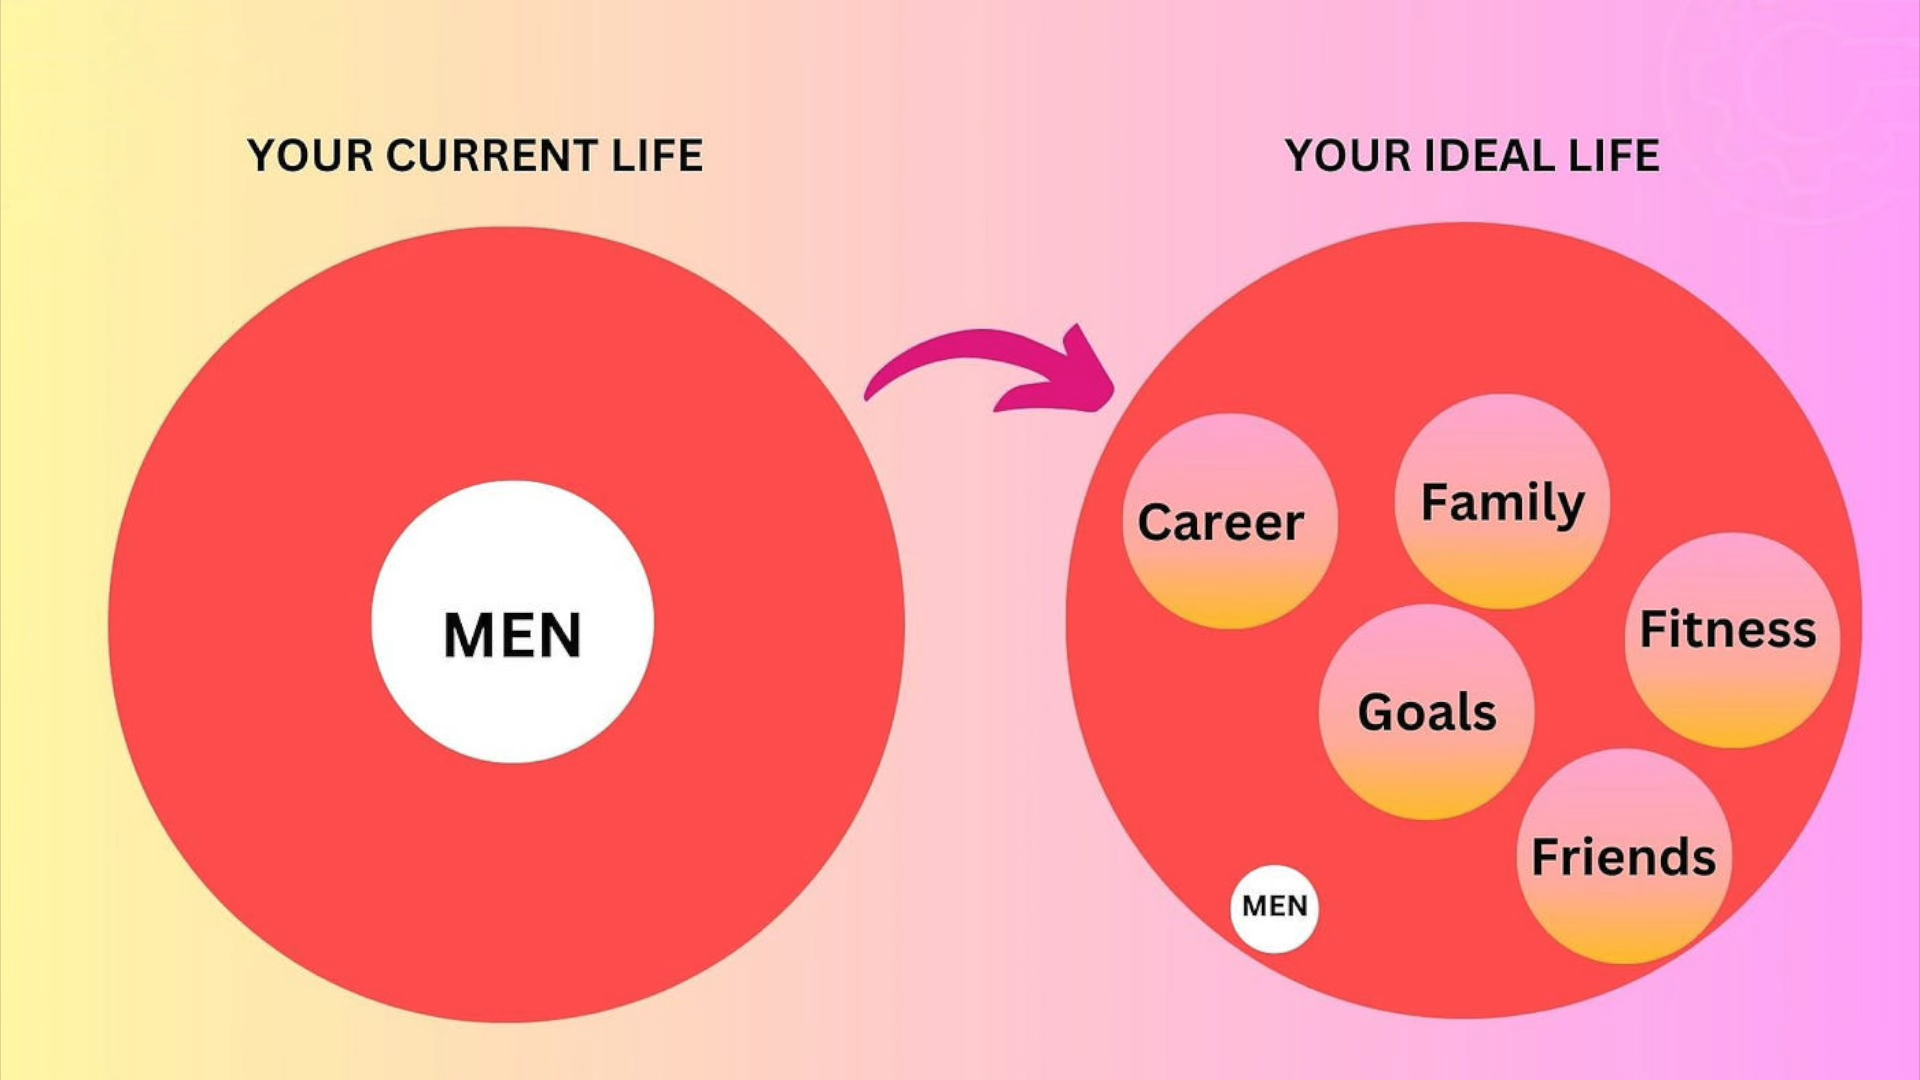 YOUR CURRENT LIFE
MEN
YOUR IDEAL LIFE
Career
Family
Fitness
Goals
Friends
MEN